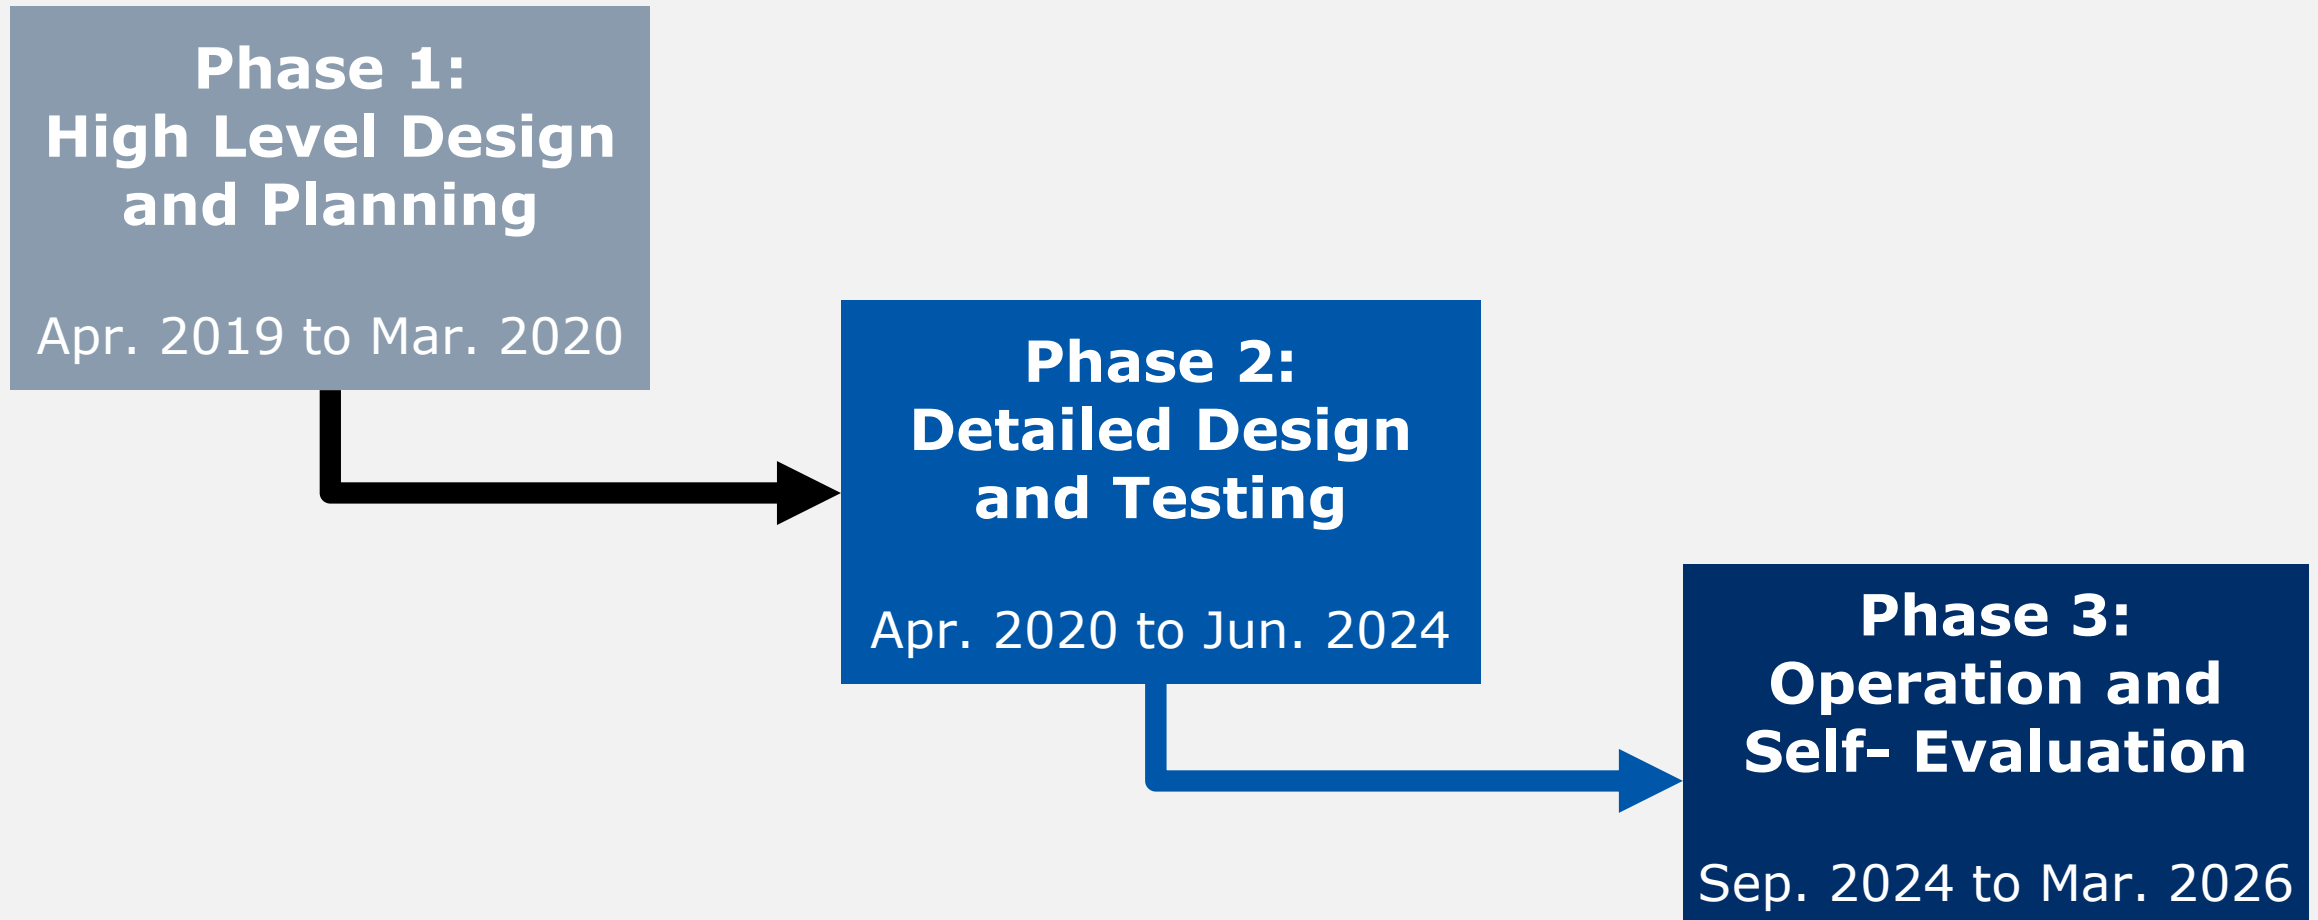 Phase 1:
High Level Design
and Planning
Apr. 2019 to Mar. 2020
Phase 2:
Detailed Design
and Testing
Apr. 2020 to Jun. 2024
Phase 3:
Operation and
Self- Evaluation
Sep. 2024 to Mar. 2026